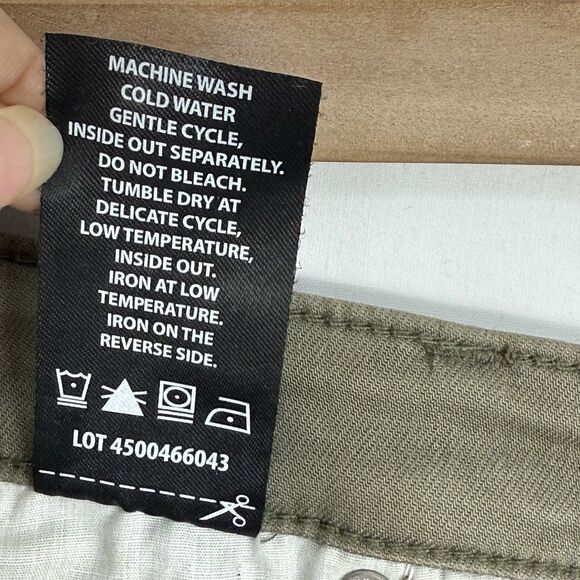 MACHINE WASH
COLD WATER
GENTLE CYCLE,
INSIDE OUT SEPARATELY.
DO NOT BLEACH.
TUMBLE DRY AT
DELICATE CYCLE,
LOW TEMPERATURE,
INSIDE OUT.
IRON AT LOW
TEMPERATURE.
IRON ON THE
REVERSE SIDE.
LOT 4500466043